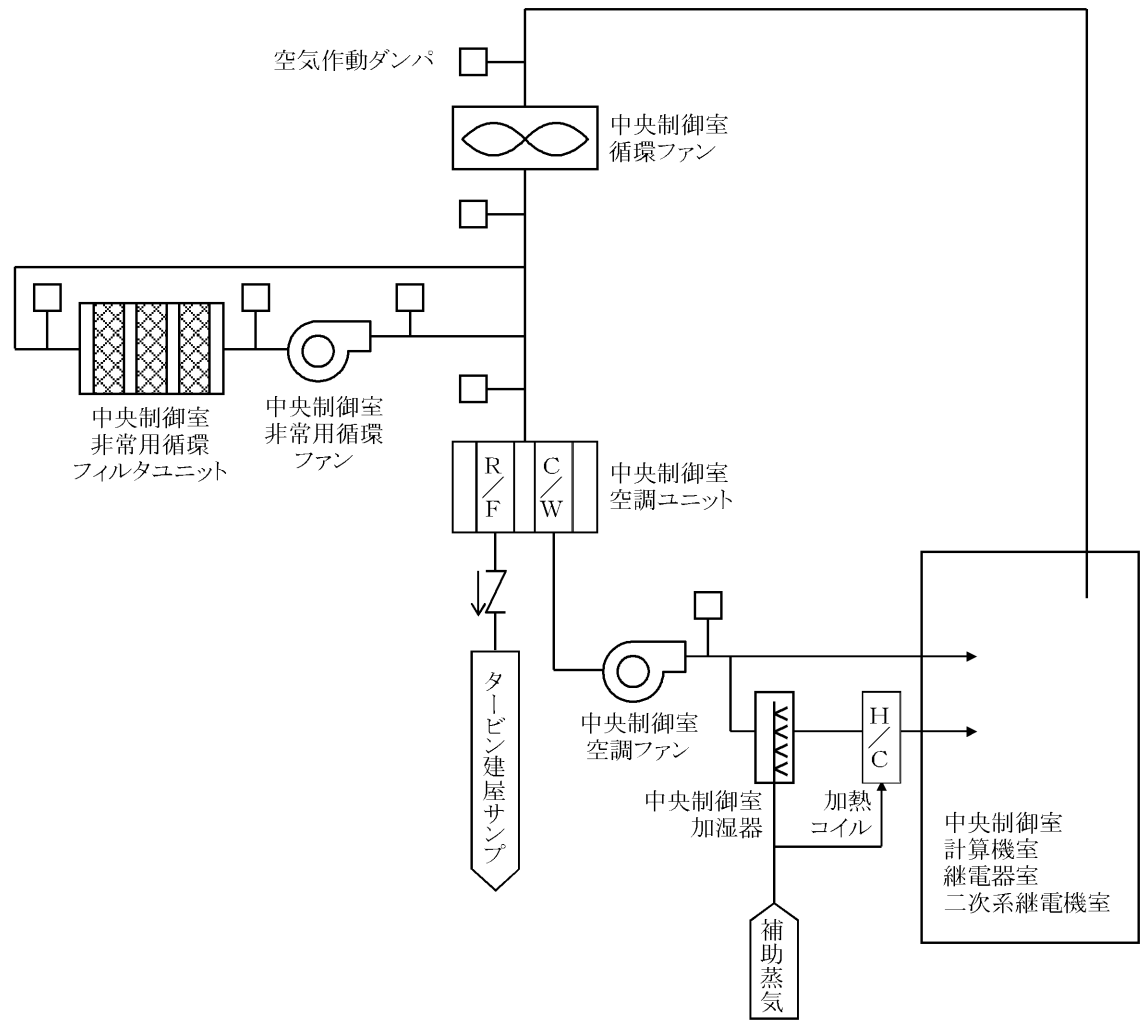 空気作動ダンパ
中央制御室
循環ファン
中央制御室
非常用循環
フィルタユニット
中央制御室
非常用循環
ファン
R/F
C/W
中央制御室
空調ユニット
タービン建屋サンプ
中央制御室
空調ファン
H/C
中央制御室
加湿器
加熱
コイル
補助蒸気
中央制御室
計算機室
継電器室
二次系継電機室